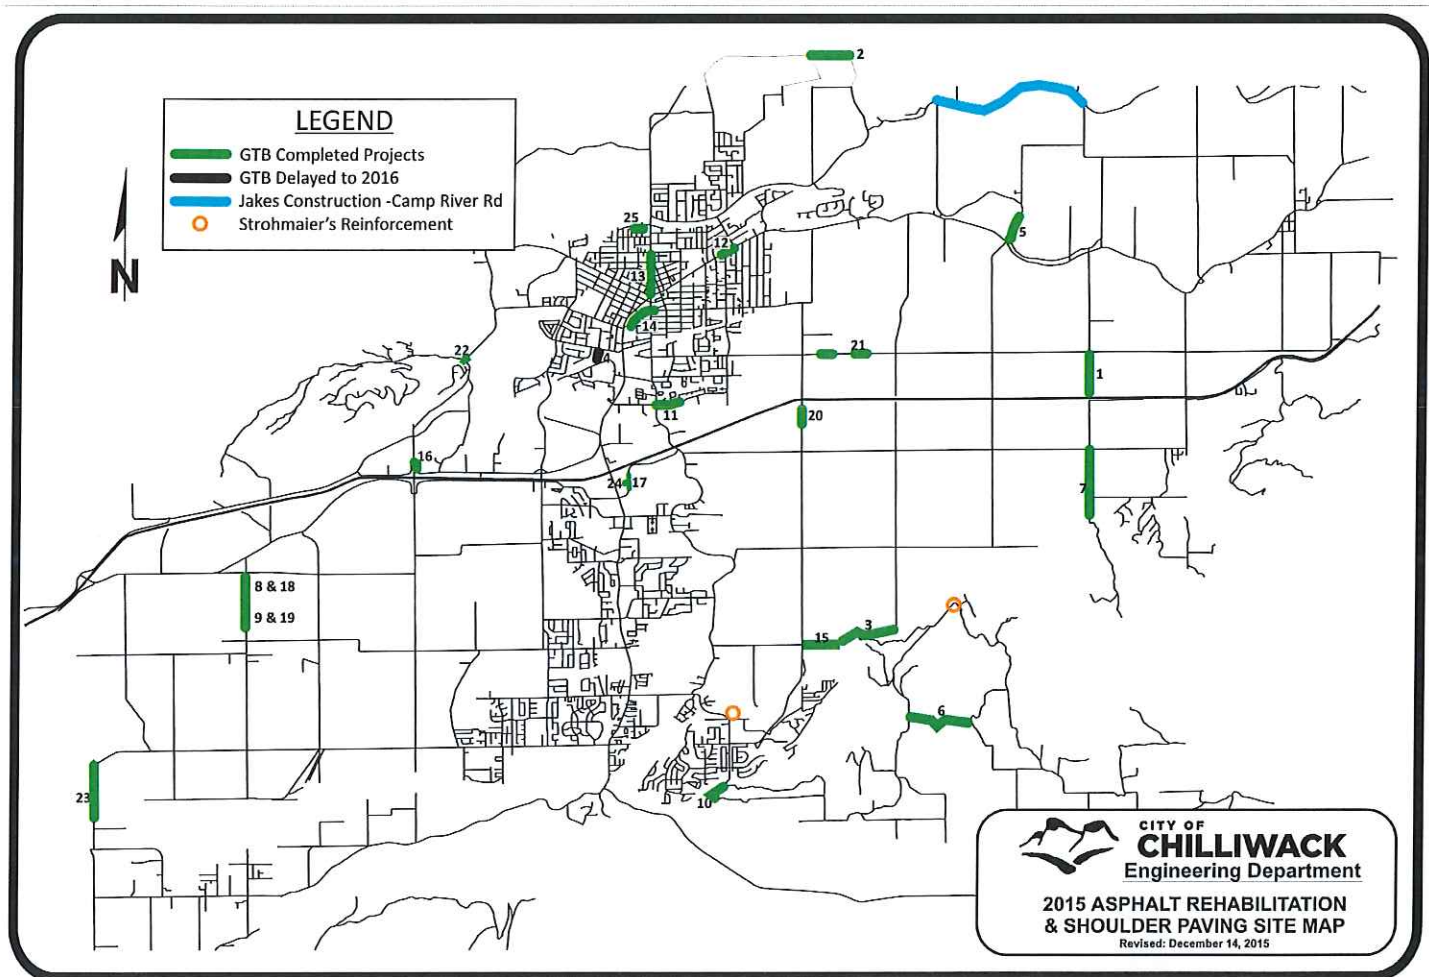 LEGEND
GTB Completed Projects
GTB Delayed to 2016
Jakes Construction -Camp River Rd
Strohmaier's Reinforcement
N
2
25
5
12
13
14
4
22
21
1
11
20
16
24 17
7
8 & 18
9 & 19
3
15
6
23
10
CITY OF
CHILLIWACK
Engineering Department
2015 ASPHALT REHABILITATION
& SHOULDER PAVING SITE MAP
Revised: December 14, 2015